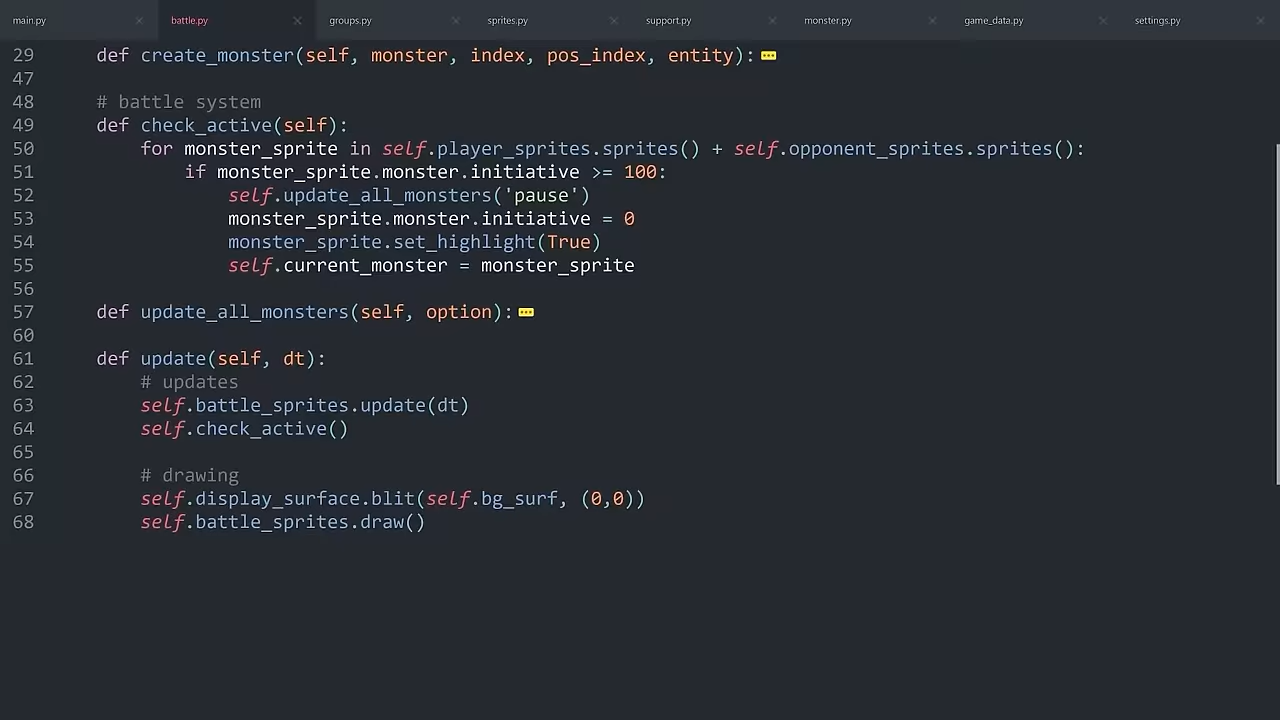 main.py battle.py groups.py sprites.py support.py monster.py game_data.py settings.py
29 def create_monster(self, monster, index, pos_index, entity):
47
48 # battle system
49 def check_active(self):
50 for monster_sprite in self.player_sprites.sprites() + self.opponent_sprites.sprites():
51 if monster_sprite.monster.initiative >= 100:
52 self.update_all_monsters('pause')
53 monster_sprite.monster.initiative = 0
54 monster_sprite.set_highlight(True)
55 self.current_monster = monster_sprite
56
57 def update_all_monsters(self, option):
60
61 def update(self, dt):
62 # updates
63 self.battle_sprites.update(dt)
64 self.check_active()
65
66 # drawing
67 self.display_surface.blit(self.bg_surf, (0,0))
68 self.battle_sprites.draw()